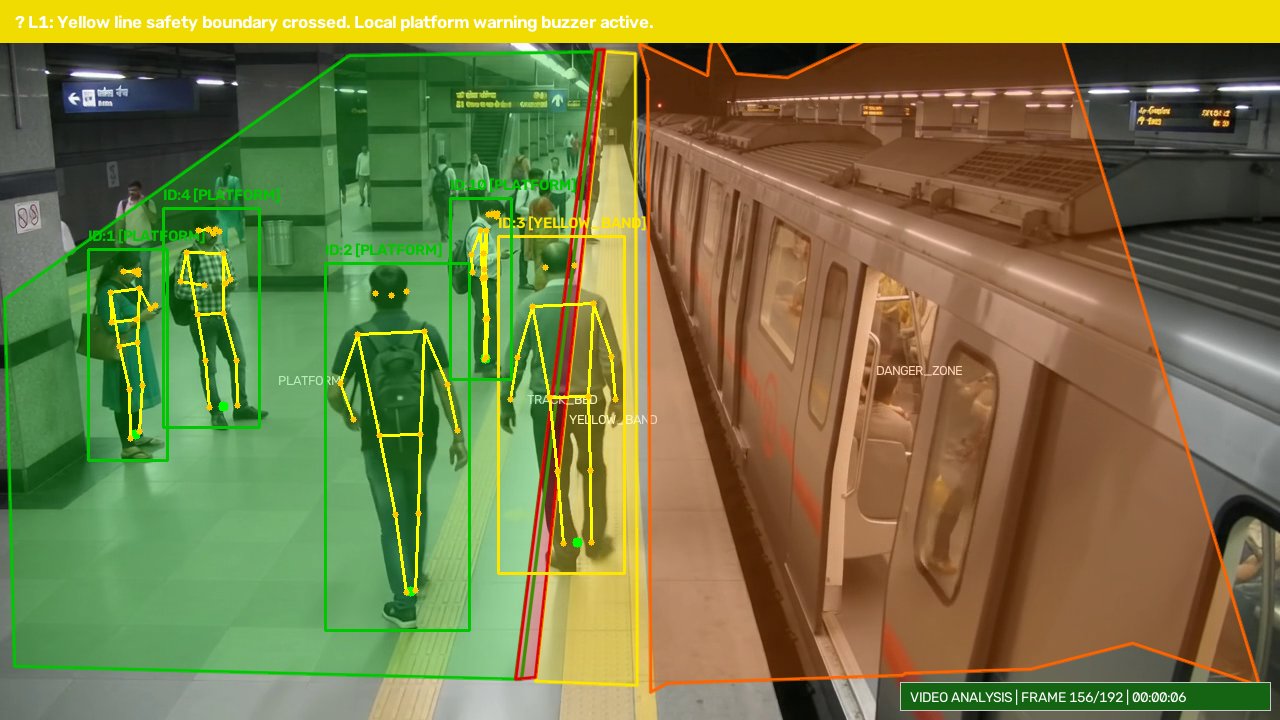 ? L1: Yellow line safety boundary crossed. Local platform warning buzzer active.
ID:4 [PLATFORM]
ID:10 [PLATFORM]
ID:1 [PLATFORM]
ID:3 [YELLOW_BAND]
ID:2 [PLATFORM]
DANGER_ZONE
PLATFORM
TRACK_BED
YELLOW_BAND
VIDEO ANALYSIS | FRAME 156/192 | 00:00:06